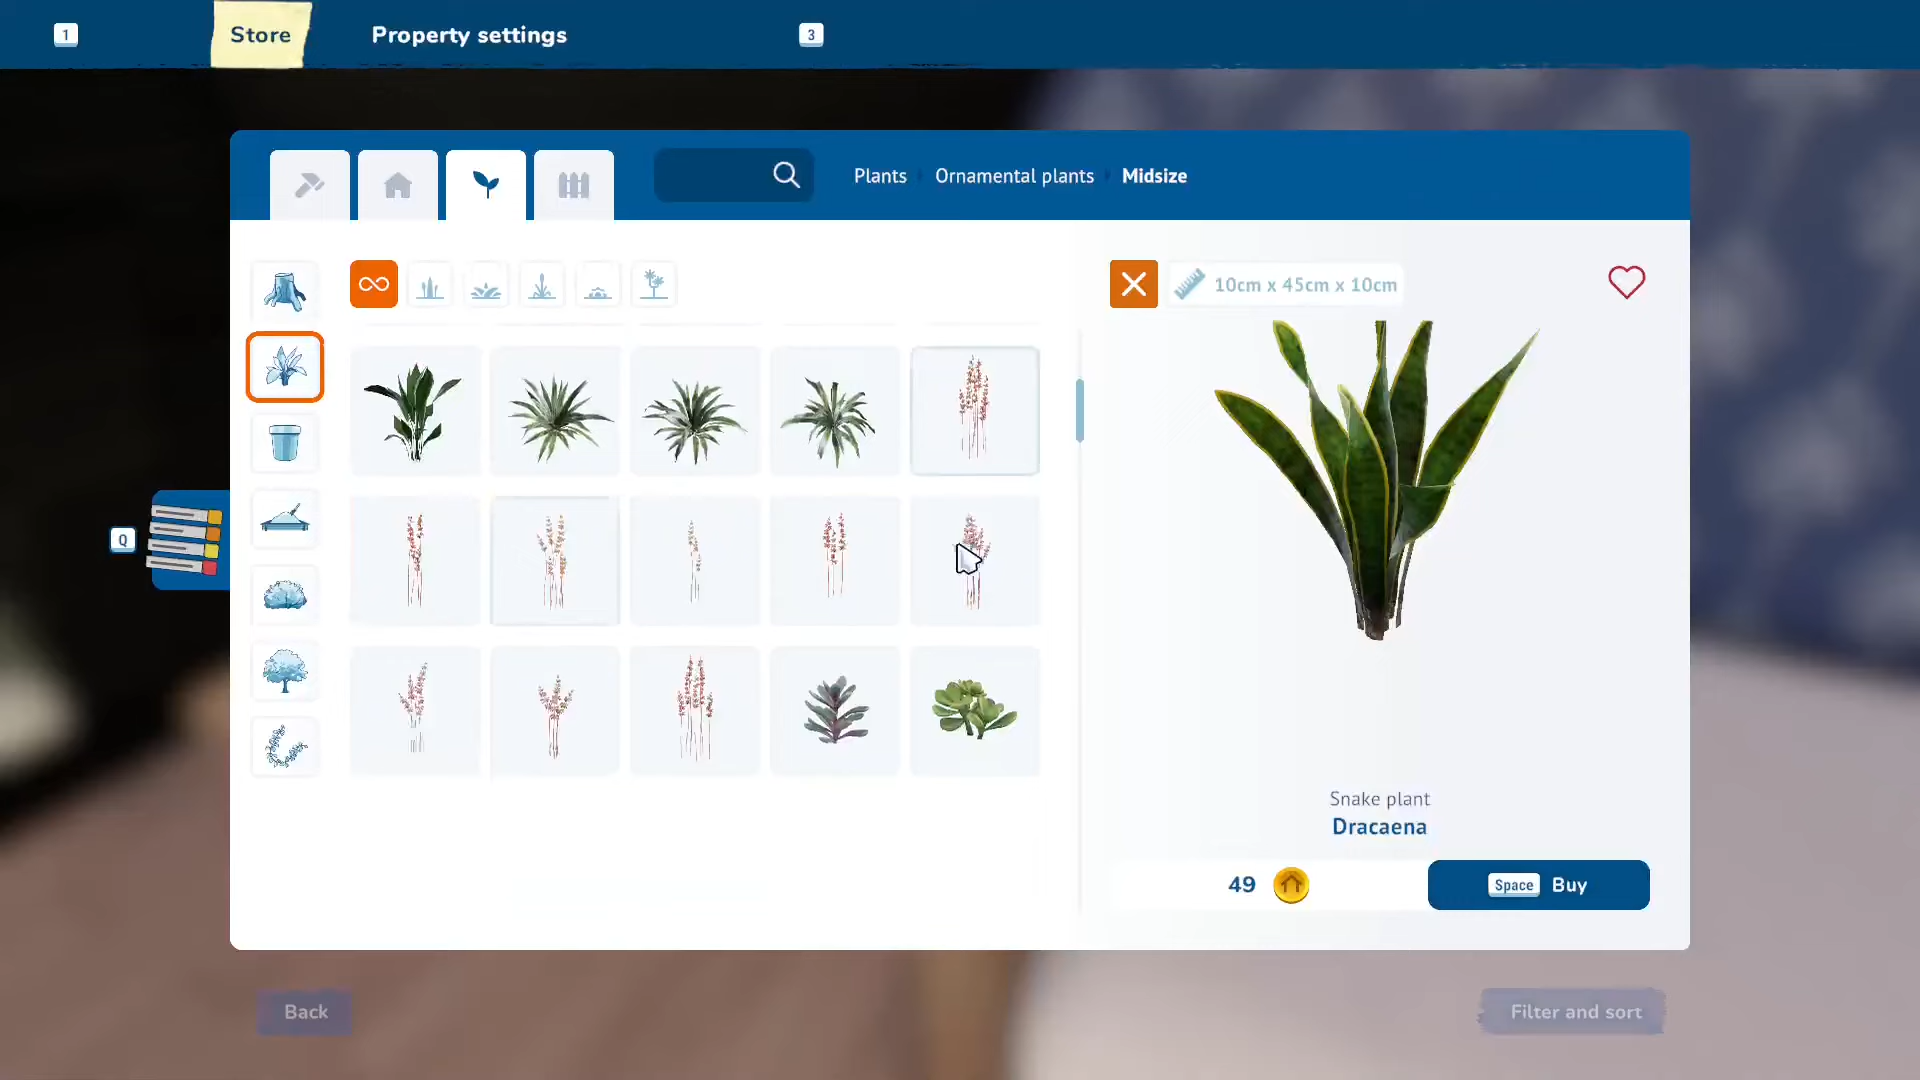 1
Store
Property settings
3
Plants
Ornamental plants
Midsize
10cm x 45cm x 10cm
Q
Snake plant
Dracaena
49
Space
Buy
Back
Filter and sort